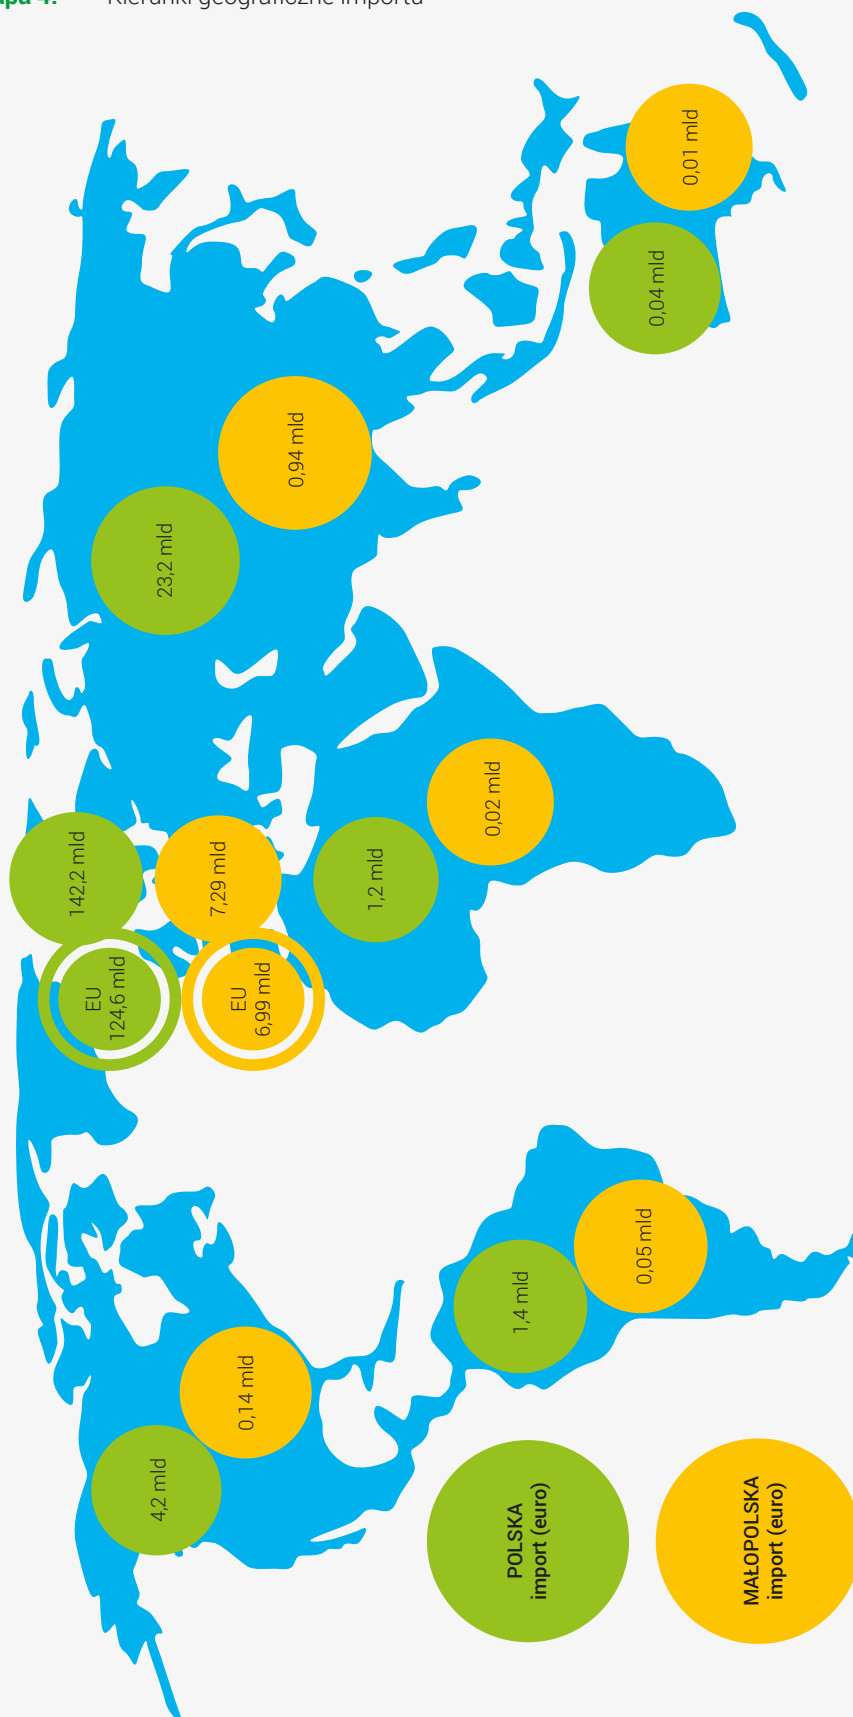 Kierunki geograficzne importu
4,2 mld
0,14 mld
1,4 mld
0,05 mld
EU
124,6 mld
EU
6,99 mld
142,2 mld
7,29 mld
1,2 mld
0,02 mld
23,2 mld
0,94 mld
0,04 mld
0,01 mld
POLSKA
import (euro)
MAŁOPOLSKA
import (euro)